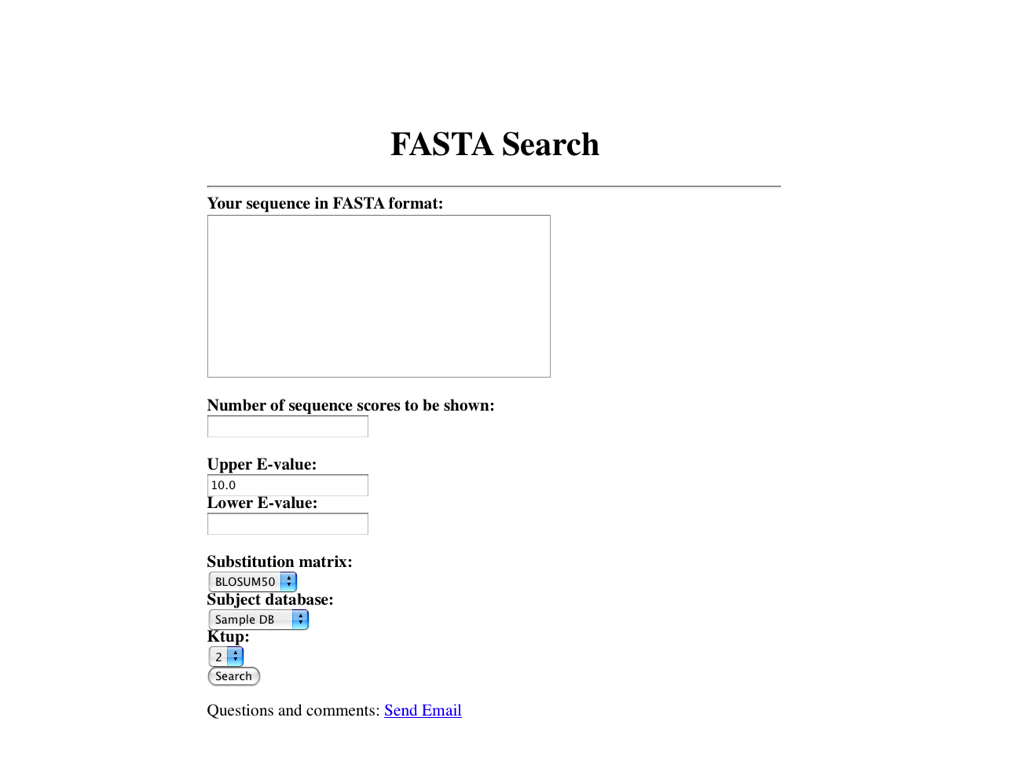 FASTA Search
Your sequence in FASTA format:
Number of sequence scores to be shown:
Upper E-value:
10.0
Lower E-value:
Substitution matrix:
BLOSUM50
Subject database:
Sample DB
Ktup:
2
Search
Questions and comments: Send Email